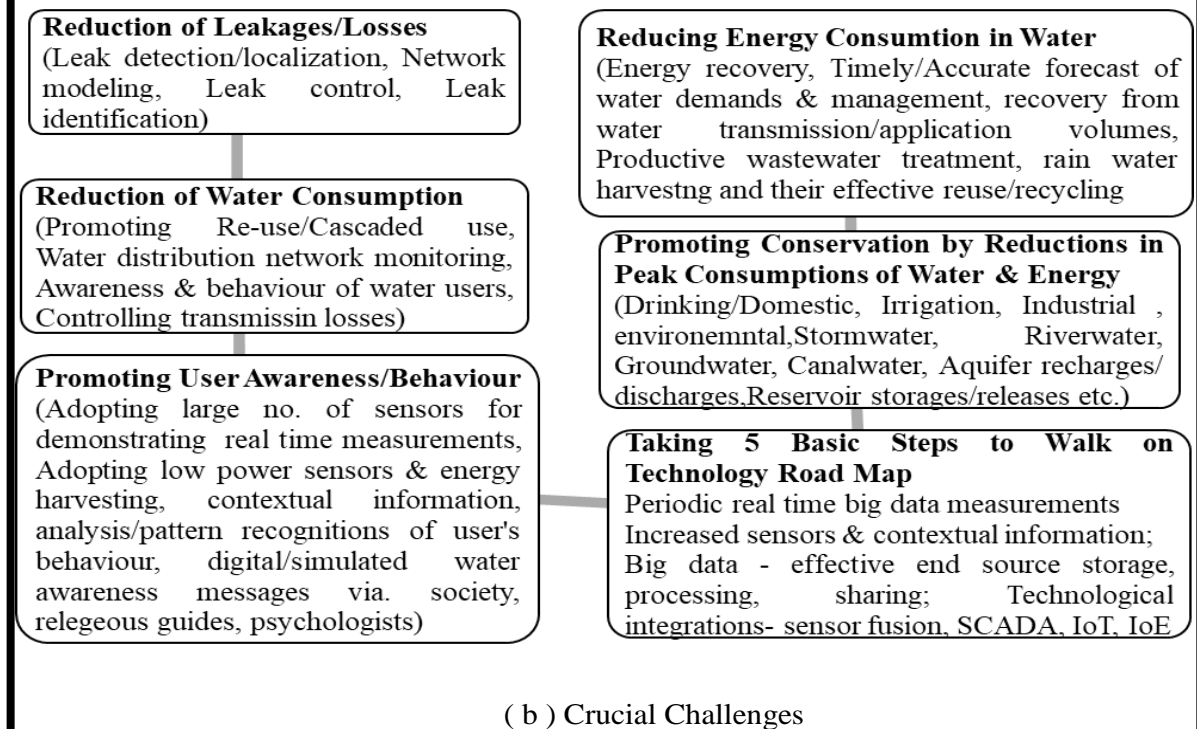 Reduction of Leakages/Losses
(Leak detection/localization, Network
modeling, Leak control, Leak
identification)
Reduction of Water Consumption
(Promoting Re-use/Cascaded use,
Water distribution network monitoring,
Awareness & behaviour of water users,
Controlling transmissin losses)
Promoting User Awareness/Behaviour
(Adopting large no. of sensors for
demonstrating real time measurements,
Adopting low power sensors & energy
harvesting, contextual information,
analysis/pattern recognitions of user's
behaviour, digital/simulated water
awareness messages via. society,
relegeous guides, psychologists)
Reducing Energy Consumtion in Water
(Energy recovery, Timely/Accurate forecast of
water demands & management, recovery from
water transmission/application volumes,
Productive wastewater treatment, rain water
harvestng and their effective reuse/recycling
Promoting Conservation by Reductions in
Peak Consumptions of Water & Energy
(Drinking/Domestic, Irrigation, Industrial ,
environemntal,Stormwater, Riverwater,
Groundwater, Canalwater, Aquifer recharges/
discharges,Reservoir storages/releases etc.)
Taking 5 Basic Steps to Walk on
Technology Road Map
Periodic real time big data measurements
Increased sensors & contextual information;
Big data - effective end source storage,
processing, sharing; Technological
integrations- sensor fusion, SCADA, IoT, IoE
( b ) Crucial Challenges